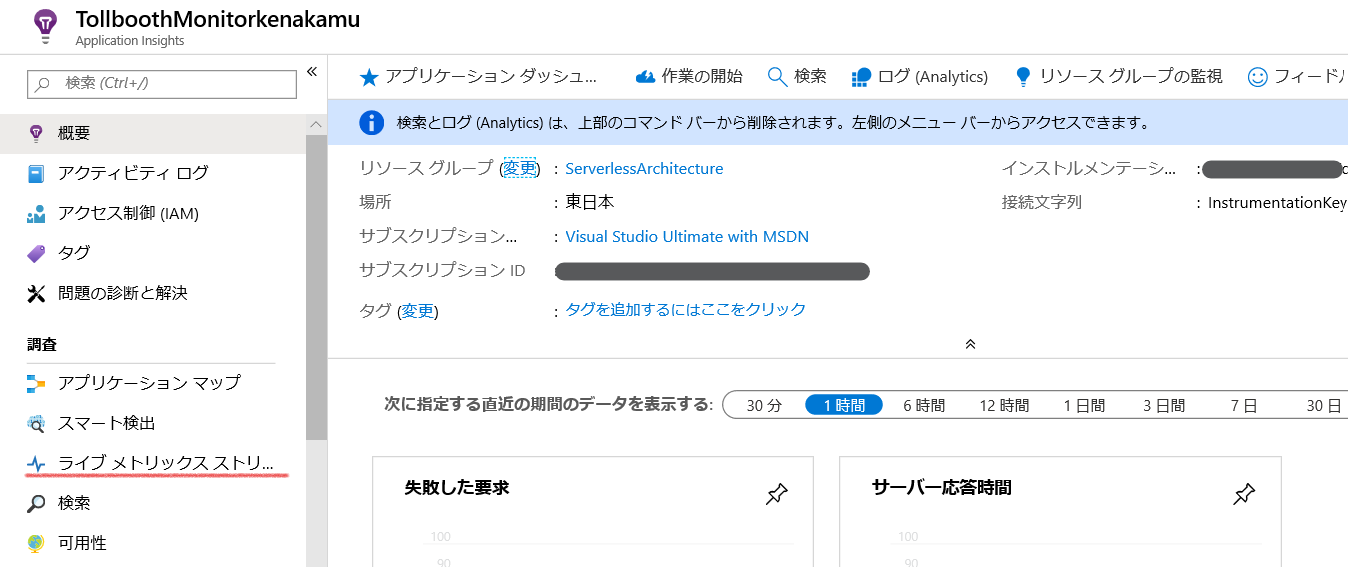 TollboothMonitorkenakamu
Application Insights
検索 (Ctrl+/)
«
概要
アクティビティ ログ
アクセス制御 (IAM)
タグ
問題の診断と解決
調査
アプリケーション マップ
スマート検出
ライブ メトリックス ストリ...
検索
可用性
アプリケーション ダッシュ... 作業の開始 検索 ログ (Analytics) リソース グループの監視 フィード
検索とログ (Analytics) は、上部のコマンド バーから削除されます。左側のメニュー バーからアクセスできます。
リソース グループ (変更) : ServerlessArchitecture
場所 : 東日本
サブスクリプション... : Visual Studio Ultimate with MSDN
サブスクリプション ID
タグ (変更) : タグを追加するにはここをクリック
インストルメンテーシ... :
接続文字列 : InstrumentationKey
次に指定する直近の期間のデータを表示する: 30 分 1 時間 6 時間 12 時間 1 日間 3 日間 7 日 30 日
失敗した要求
100
90
サーバー応答時間
100
90